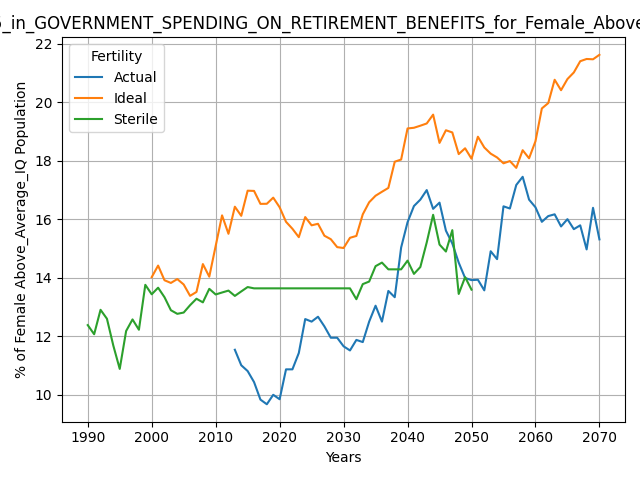 _in_GOVERNMENT_SPENDING_ON_RETIREMENT_BENEFITS_for_Female_Above
Fertility
Actual
Ideal
Sterile
% of Female Above_Average_IQ Population
22
20
18
16
14
12
10
1990 2000 2010 2020 2030 2040 2050 2060 2070
Years